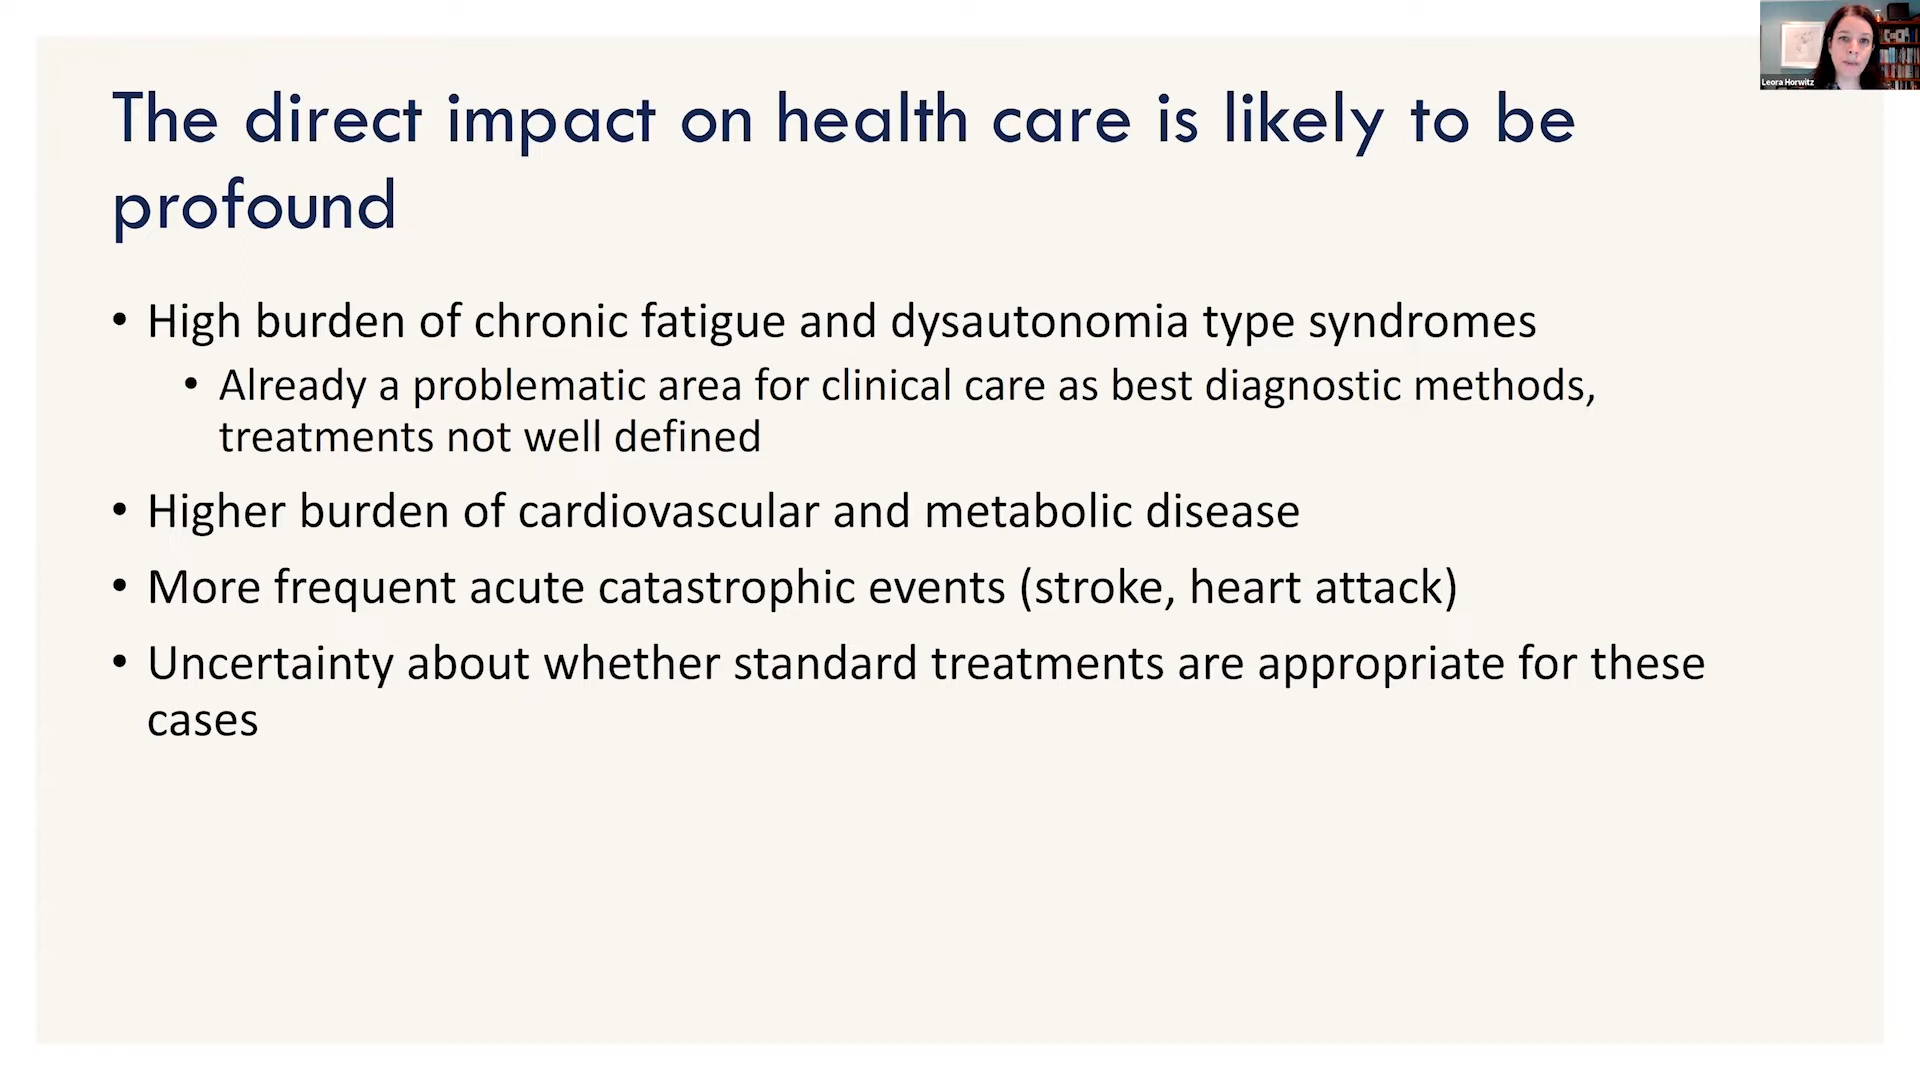 The direct impact on health care is likely to be
profound
• High burden of chronic fatigue and dysautonomia type syndromes
• Already a problematic area for clinical care as best diagnostic methods,
treatments not well defined
• Higher burden of cardiovascular and metabolic disease
• More frequent acute catastrophic events (stroke, heart attack)
• Uncertainty about whether standard treatments are appropriate for these
cases
Leora Horwitz